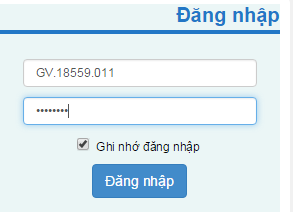 Đăng nhập
GV.18559.011
••••••••
Ghi nhớ đăng nhập
Đăng nhập